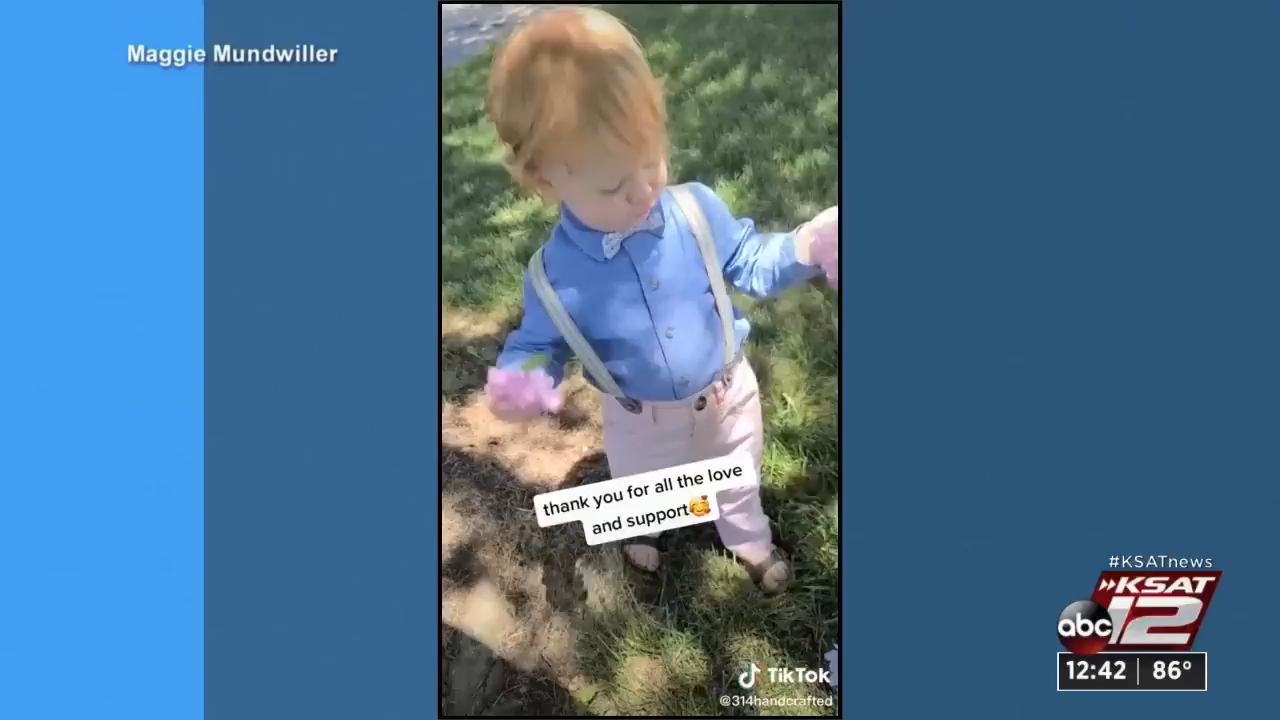 Maggie Mundwiller
thank you for all the love
and support🥰
TikTok
@314handcrafted
#KSATnews
KSAT
abc 12
12:42 86°